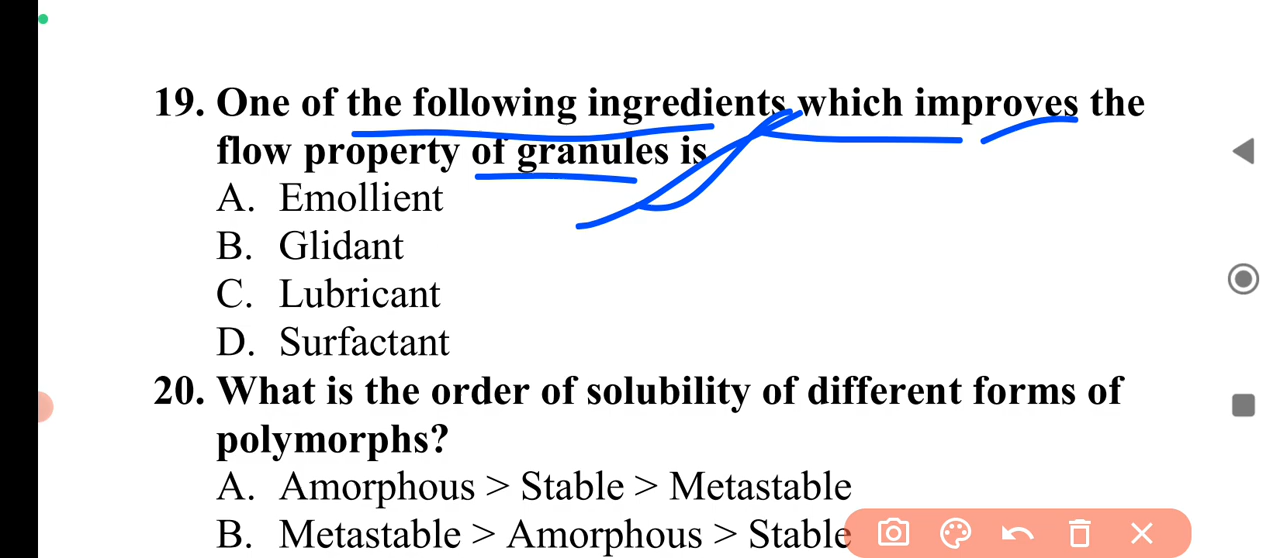 19. One of the following ingredients which improves the
flow property of granules is
A. Emollient
B. Glidant
C. Lubricant
D. Surfactant
20. What is the order of solubility of different forms of
polymorphs?
A. Amorphous > Stable > Metastable
B. Metastable > Amorphous > Stable